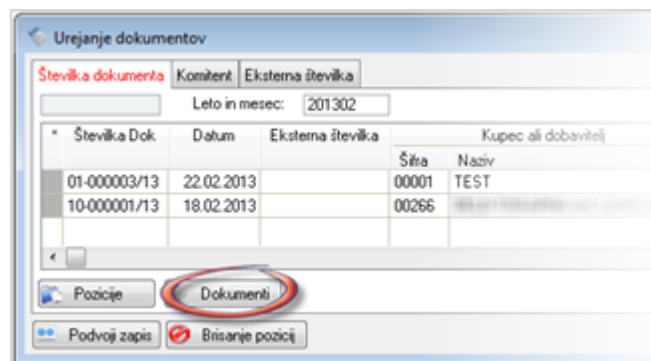 Urejanje dokumentov
Številka dokumenta Komitent Eksterna številka
Leto in mesec: 201302
* Številka Dok Datum Eksterna številka Kupec ali dobavitelj
Šifra Naziv
01-000003/13 22.02.2013 00001 TEST
10-000001/13 18.02.2013 00266
Pozicije Dokumenti
Podvoji zapis Brisanje pozicij